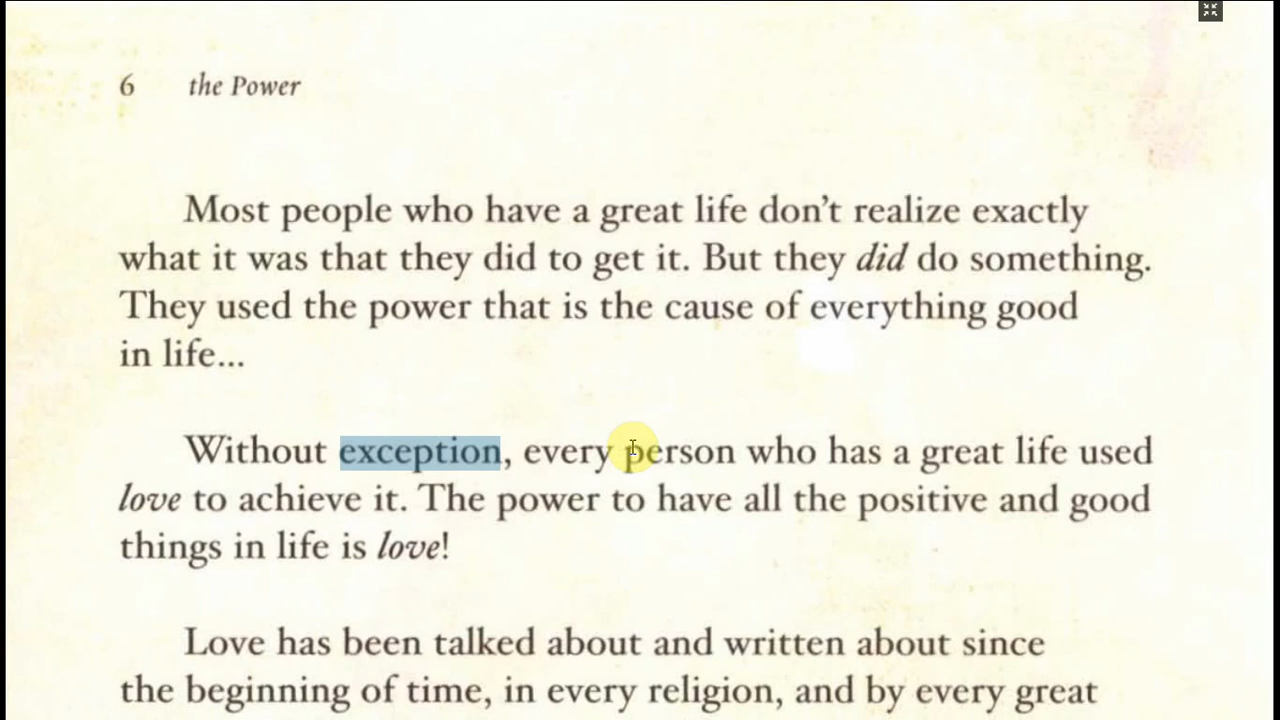 6 the Power
Most people who have a great life don't realize exactly
what it was that they did to get it. But they did do something.
They used the power that is the cause of everything good
in life...
Without exception, every person who has a great life used
love to achieve it. The power to have all the positive and good
things in life is love!
Love has been talked about and written about since
the beginning of time, in every religion, and by every great